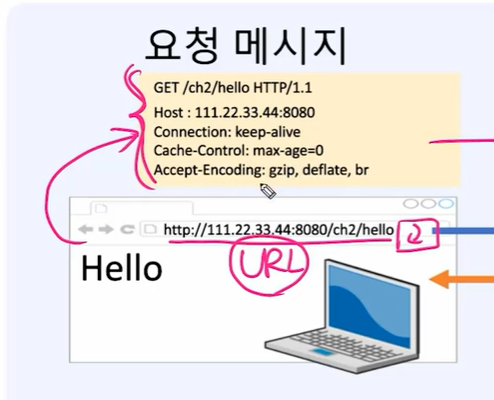 요청 메시지
GET /ch2/hello HTTP/1.1
Host : 111.22.33.44:8080
Connection: keep-alive
Cache-Control: max-age=0
Accept-Encoding: gzip, deflate, br
http://111.22.33.44:8080/ch2/hello
Hello
URL